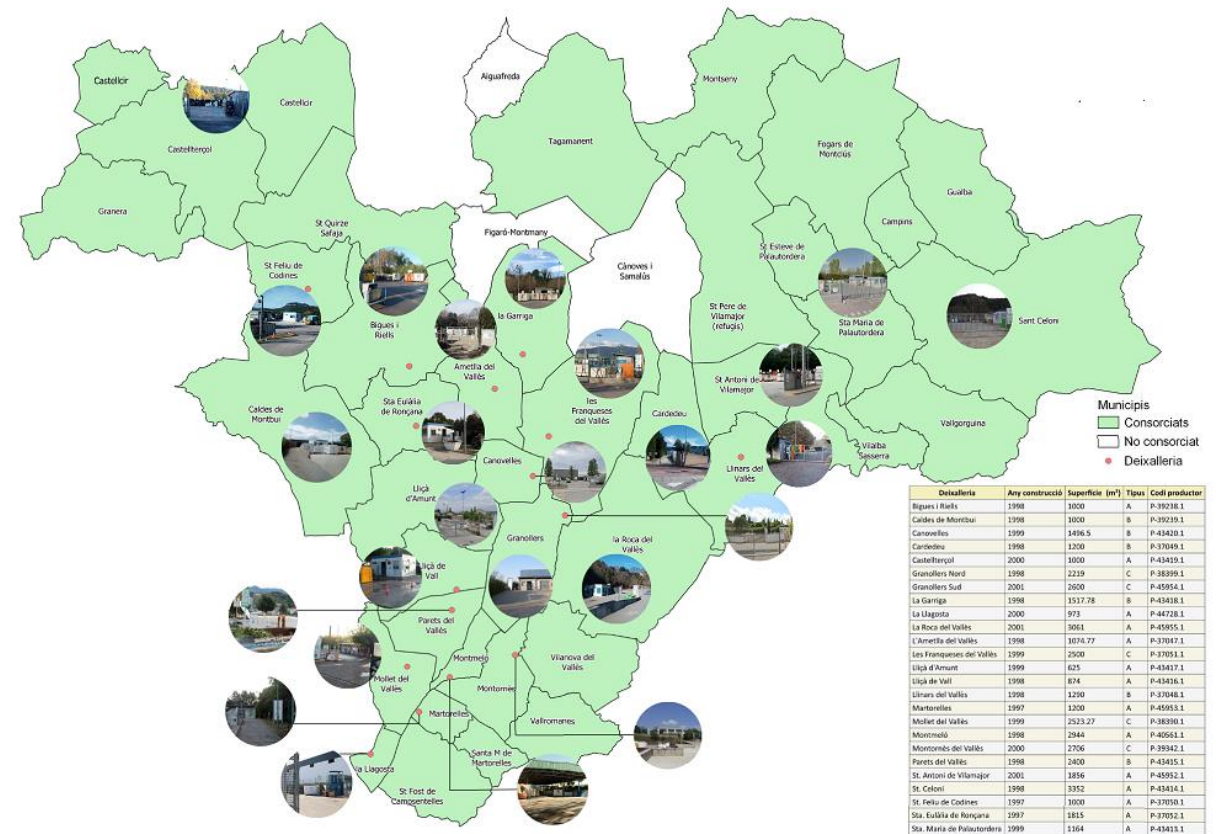 Castellcir
Castellcir
Castellterçol
Granera
Aiguafreda
Tagamanent
Montseny
Fogars de
Montclús
Gualba
Campins
St Quirze
Safaja
Figaró-Montmany
Cànoves i
Samalús
St Esteve de
Palautordera
St Feliu de
Codines
la Garriga
St Pere de
Vilamajor
(refugis)
Sta Maria de
Palautordera
Sant Celoni
Bigues i
Riells
Ametlla del
Vallès
St Antoni de
Vilamajor
Caldes de
Montbui
Sta Eulàlia
de Ronçana
les
Franqueses
del Vallès
Cardedeu
Vallgorguina
Vilalba
Sasserra
Llinars del
Vallès
Canovelles
Lliçà
d'Amunt
Granollers
la Roca del
Vallès
Lliçà de
Vall
Parets del
Vallès
Montmeló
Vilanova del
Vallès
Mollet del
Vallès
Montornès
Martorelles
Vallromanes
Santa M de
Martorelles
la Llagosta
St Fost de
Campsentelles
Municipis
Consorciats
No consorciat
Deixalleria
Deixalleria Any construcció Superfície (m²) Tipus Codi productor
Bigues i Riells 1998 1000 A P-39238.1
Caldes de Montbui 1998 1000 B P-39239.1
Canovelles 1999 1496.5 B P-43420.1
Cardedeu 1998 1200 B P-37049.1
Castellterçol 2000 1000 A P-43419.1
Granollers Nord 1998 2219 C P-38399.1
Granollers Sud 2001 2600 C P-45954.1
La Garriga 1998 1517.78 B P-43418.1
La Llagosta 2000 973 A P-44728.1
La Roca del Vallès 2001 3061 A P-45955.1
L'Ametlla del Vallès 1998 1074.77 A P-37047.1
Les Franqueses del Vallès 1999 2500 C P-37051.1
Lliçà d'Amunt 1999 625 A P-43417.1
Lliçà de Vall 1998 874 A P-43416.1
Llinars del Vallès 1998 1290 B P-37048.1
Martorelles 1997 1200 A P-45953.1
Mollet del Vallès 1999 2523.27 C P-38390.1
Montmeló 1998 2944 A P-40561.1
Montornès del Vallès 2000 2706 C P-39342.1
Parets del Vallès 1998 2400 B P-43415.1
St. Antoni de Vilamajor 2001 1856 A P-45952.1
St. Celoni 1998 3352 A P-43414.1
St. Feliu de Codines 1997 1000 A P-37050.1
Sta. Eulàlia de Ronçana 1997 1815 A P-37052.1
Sta. Maria de Palautordera 1999 1164 A P-43413.1